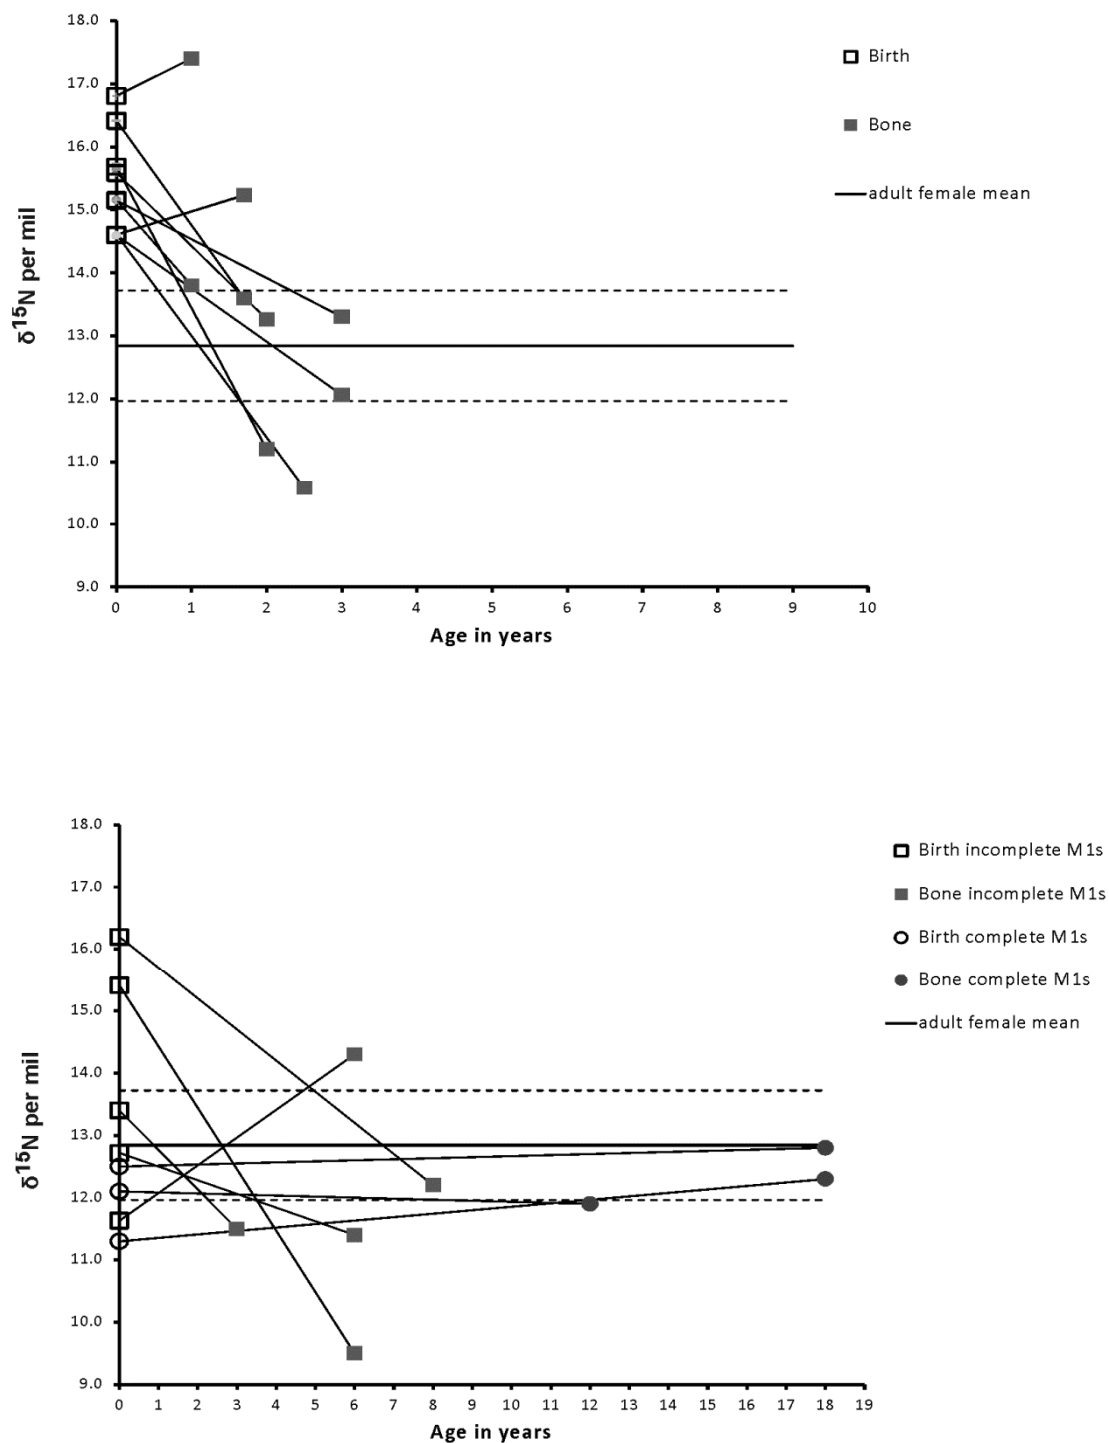 18.0
17.0
16.0
15.0
14.0
13.0
12.0
11.0
10.0
9.0
δ15N per mil
0 1 2 3 4 5 6 7 8 9 10
Age in years
Birth
Bone
adult female mean
18.0
17.0
16.0
15.0
14.0
13.0
12.0
11.0
10.0
9.0
δ15N per mil
0 1 2 3 4 5 6 7 8 9 10 11 12 13 14 15 16 17 18 19
Age in years
Birth incomplete M1s
Bone incomplete M1s
Birth complete M1s
Bone complete M1s
adult female mean